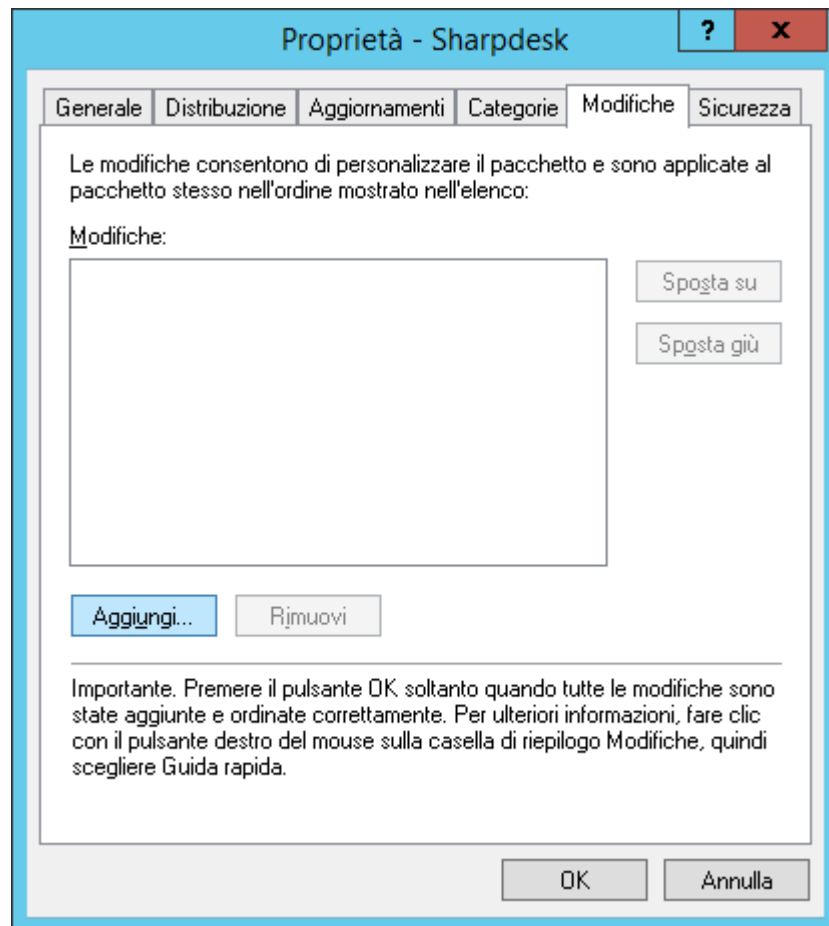 Proprietà - Sharpdesk
? x
Generale Distribuzione Aggiornamenti Categorie Modifiche Sicurezza
Le modifiche consentono di personalizzare il pacchetto e sono applicate al
pacchetto stesso nell'ordine mostrato nell'elenco:
Modifiche:
Sposta su
Sposta giù
Aggiungi... Rimuovi
Importante. Premere il pulsante OK soltanto quando tutte le modifiche sono
state aggiunte e ordinate correttamente. Per ulteriori informazioni, fare clic
con il pulsante destro del mouse sulla casella di riepilogo Modifiche, quindi
scegliere Guida rapida.
OK Annulla